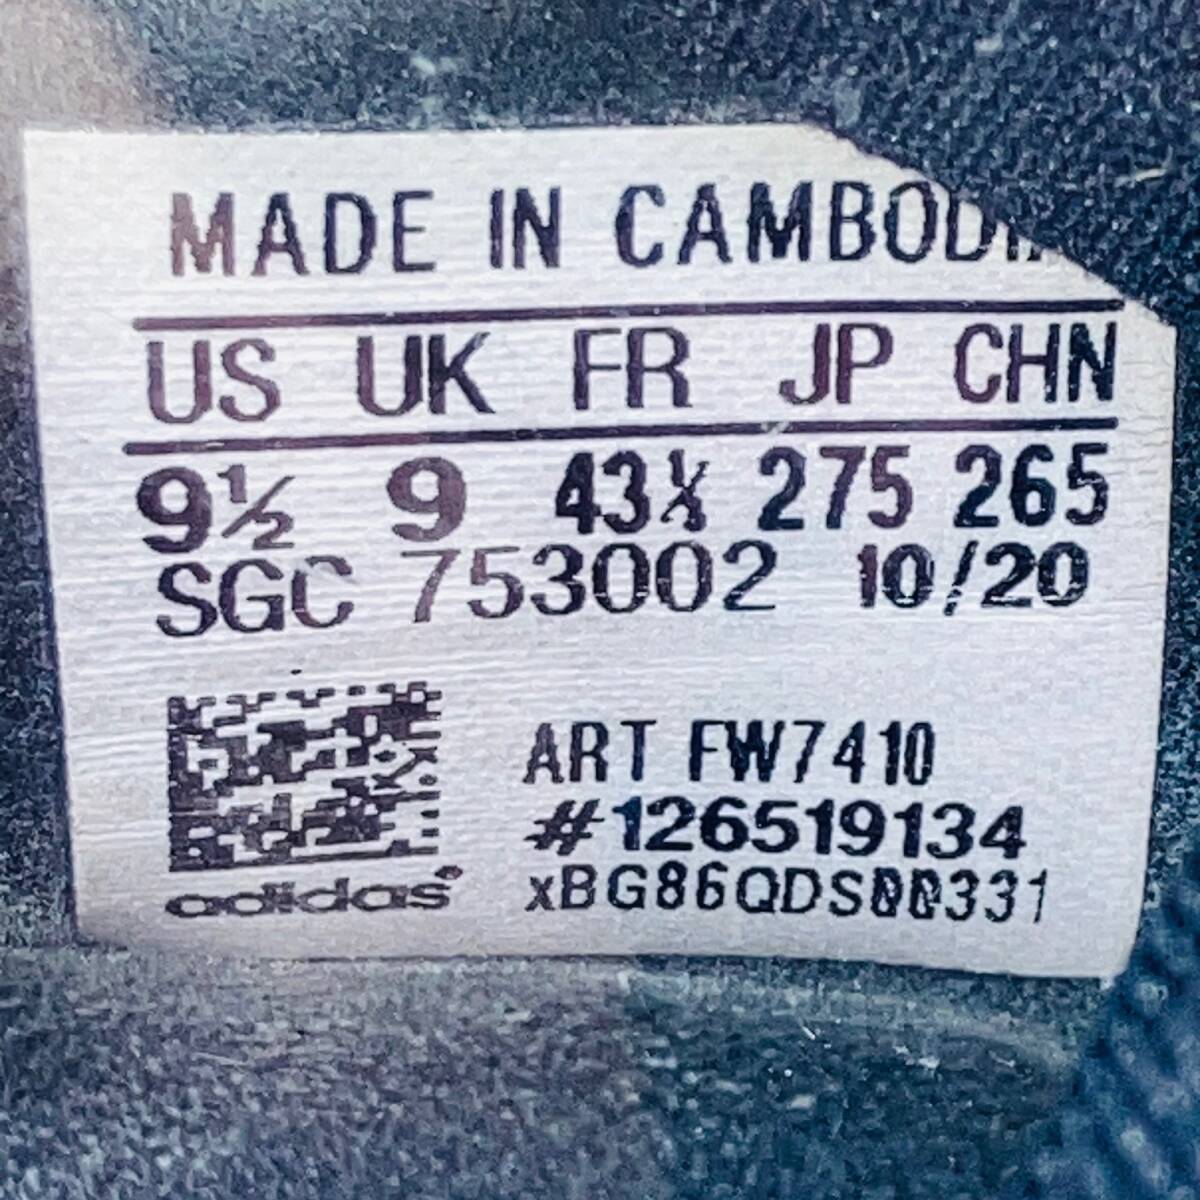 MADE IN CAMBODIA
US UK FR JP CHN
9½ 9 43⅓ 275 265
SGC 753002 10/20
ART FW7410
#126519134
xBG86QDS00331
adidas